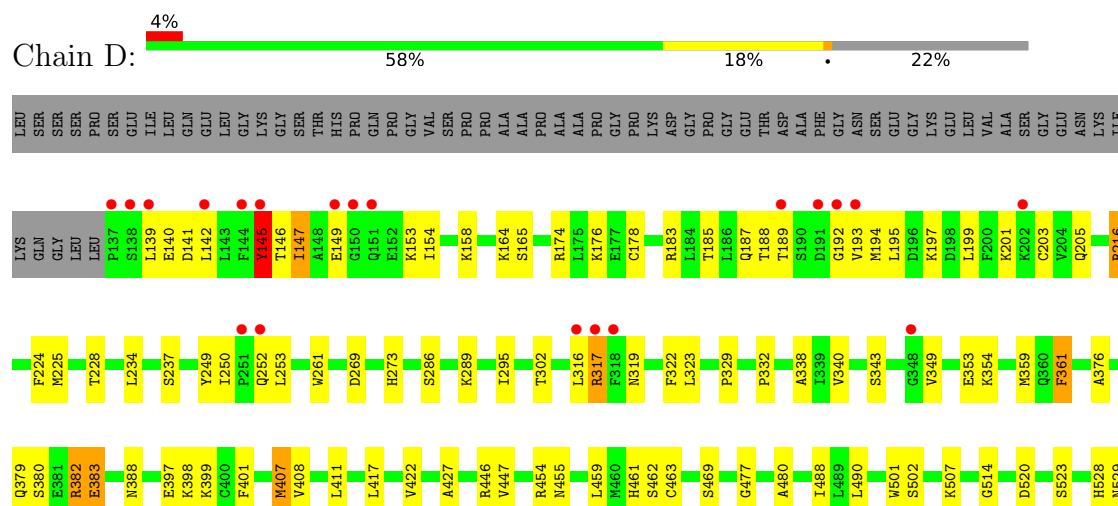 4%
Chain D:
58% 18% • 22%
LEU SER SER SER PRO SER GLU ILE LEU GLN GLU LEU GLY LYS GLY SER THR HIS PRO GLN PRO GLY VAL SER PRO PRO ALA ALA PRO ALA ALA PRO GLY PRO LYS ASP GLY PRO GLY GLU THR ASP ALA PHE GLY ASN SER GLU GLY LYS GLU LEU VAL ALA SER GLY GLU ASN LYS ILE
LYS GLN GLY LEU LEU P137 S138 L139 E140 D141 L142 L143 F144 Y145 T146 I147 A148 E149 G150 Q151 E152 K153 I154 K158 K164 S165 R174 L175 K176 E177 C178 R183 L184 T185 L186 Q187 T188 T189 S190 D191 G192 V193 M194 L195 D196 K197 D198 L199 F200 K201 K202 C203 V204 Q205
F224 M225 T228 L234 S237 Y249 I250 P251 Q252 L253 W261 D269 H273 S286 K289 I295 T302 L316 R317 F318 N319 F322 L323 P329 P332 A338 I339 V340 S343 G348 V349 E353 K354 M359 Q360 F361 A376
Q379 S380 E381 R382 E383 N388 E397 K398 K399 C400 F401 M407 V408 L411 L417 V422 A427 R446 V447 R454 N455 L459 M460 H461 S462 C463 S469 G477 A480 I488 L489 L490 W501 S502 K507 G514 D520 S523 H528 N529